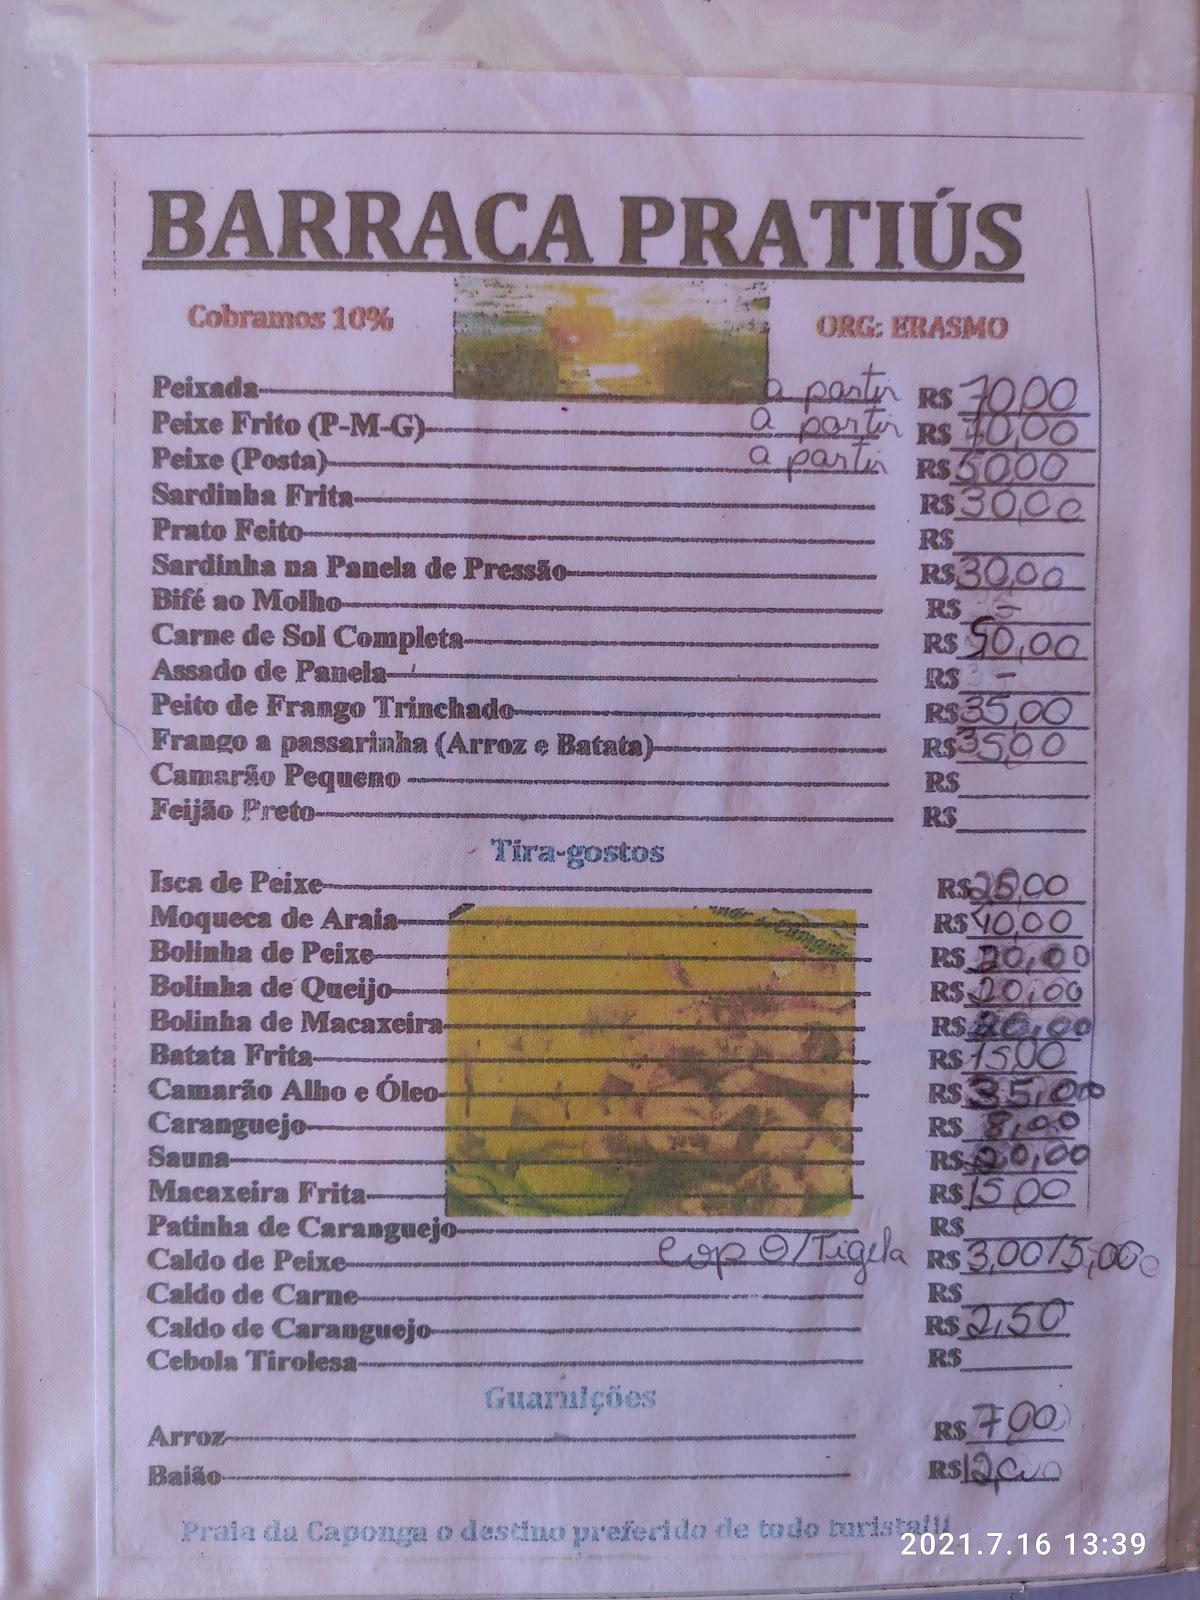 BARRACA PRATIÚS
Cobramos 10%
ORG: ERASMO
Peixada a partir R$ 70,00
Peixe Frito (P-M-G) a partir R$ 40,00
Peixe (Posta) a partir R$ 50,00
Sardinha Frita R$ 30,00
Prato Feito R$
Sardinha na Panela de Pressão R$ 30,00
Bifé ao Molho R$ -
Carne de Sol Completa R$ 50,00
Assado de Panela R$ -
Peito de Frango Trinchado R$ 35,00
Frango a passarinha (Arroz e Batata) R$ 35,00
Camarão Pequeno R$
Feijão Preto R$
Tira-gostos
Isca de Peixe R$ 25,00
Moqueca de Araia R$ 40,00
Bolinha de Peixe R$
Bolinha de Queijo R$ 20,00
Bolinha de Macaxeira R$
Batata Frita R$ 15,00
Camarão Alho e Óleo R$ 35,00
Caranguejo R$ 8,00
Sauna R$
Macaxeira Frita R$ 15,00
Patinha de Caranguejo R$
Caldo de Peixe copo/Tigela R$ 3,00/5,00
Caldo de Carne R$
Caldo de Caranguejo R$ 2,50
Cebola Tirolesa R$
Guarnições
Arroz R$ 7,00
Baião R$ 12,00
Praia da Caponga o destino preferido de todo turista!!!
2021.7.16 13:39